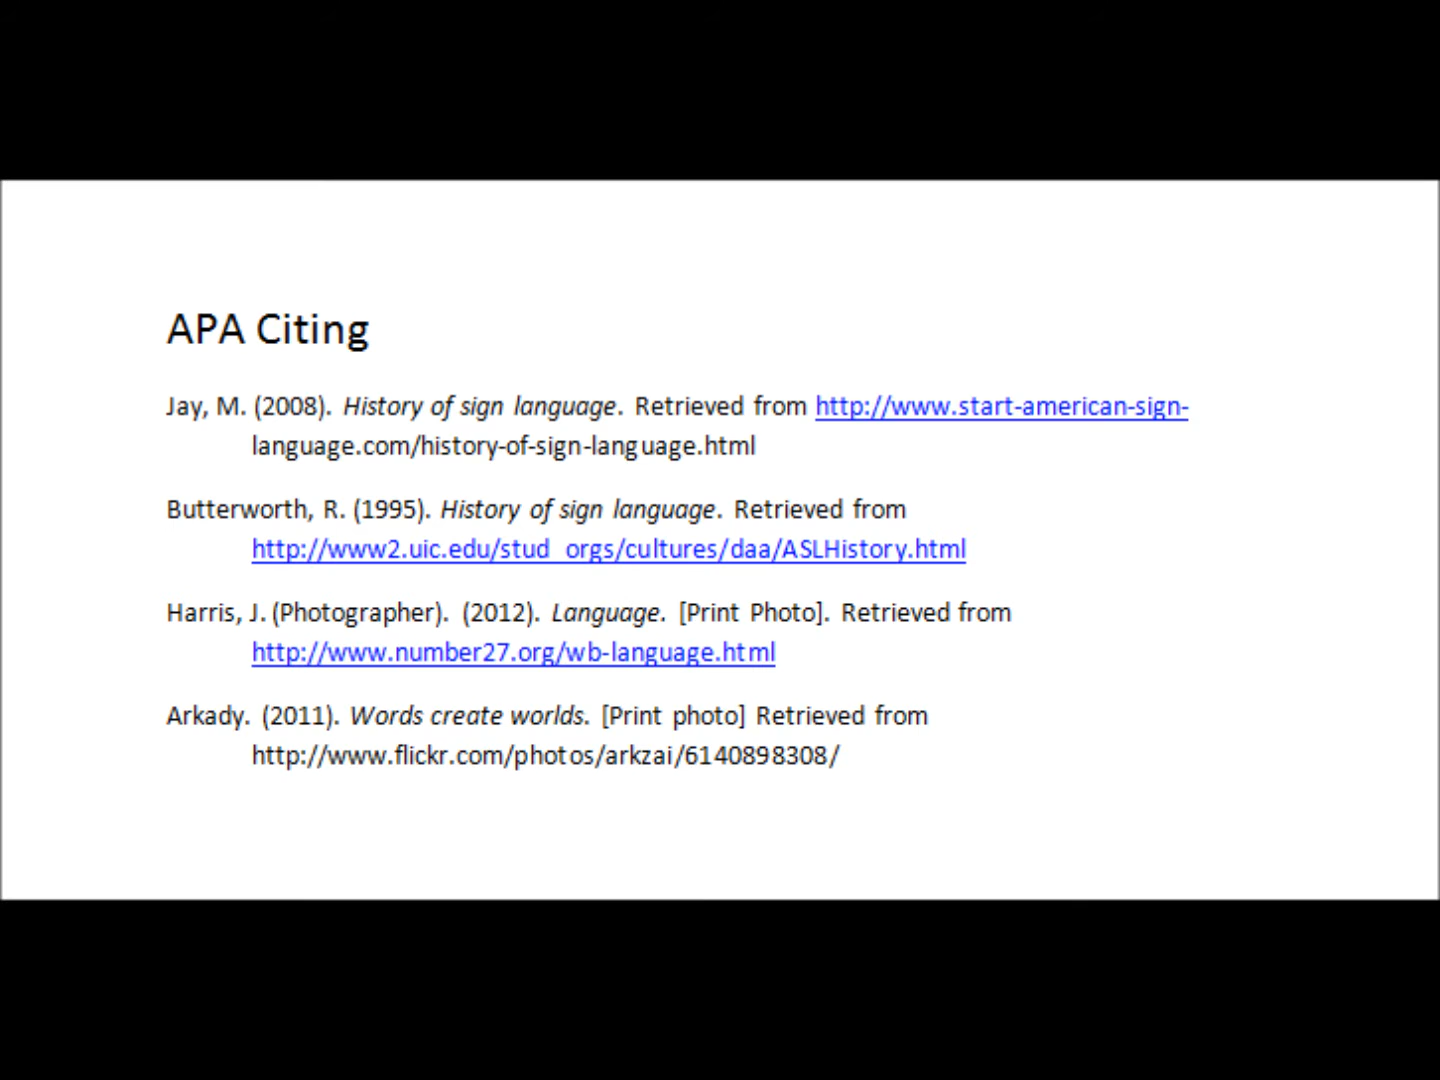 APA Citing
Jay, M. (2008). History of sign language. Retrieved from http://www.start-american-sign-
language.com/history-of-sign-language.html
Butterworth, R. (1995). History of sign language. Retrieved from
http://www2.uic.edu/stud_orgs/cultures/daa/ASLHistory.html
Harris, J. (Photographer). (2012). Language. [Print Photo]. Retrieved from
http://www.number27.org/wb-language.html
Arkady. (2011). Words create worlds. [Print photo] Retrieved from
http://www.flickr.com/photos/arkzai/6140898308/